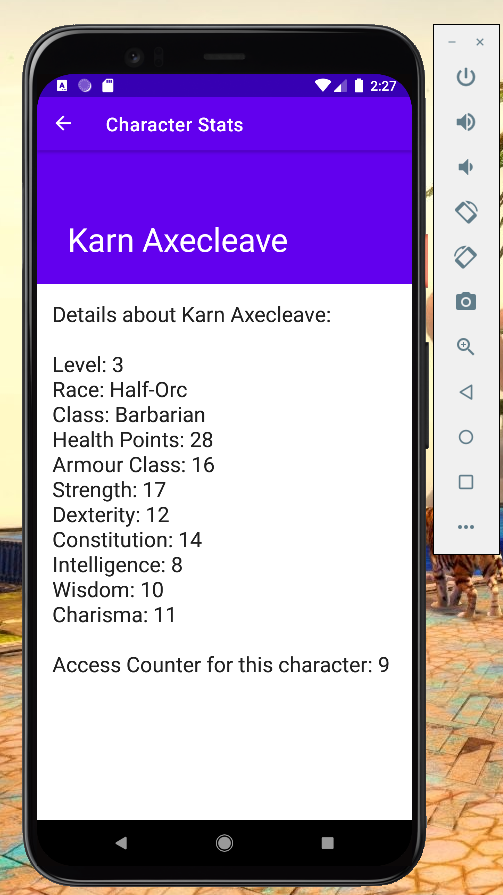 2:27
Character Stats
Karn Axecleave
Details about Karn Axecleave:
Level: 3
Race: Half-Orc
Class: Barbarian
Health Points: 28
Armour Class: 16
Strength: 17
Dexterity: 12
Constitution: 14
Intelligence: 8
Wisdom: 10
Charisma: 11
Access Counter for this character: 9